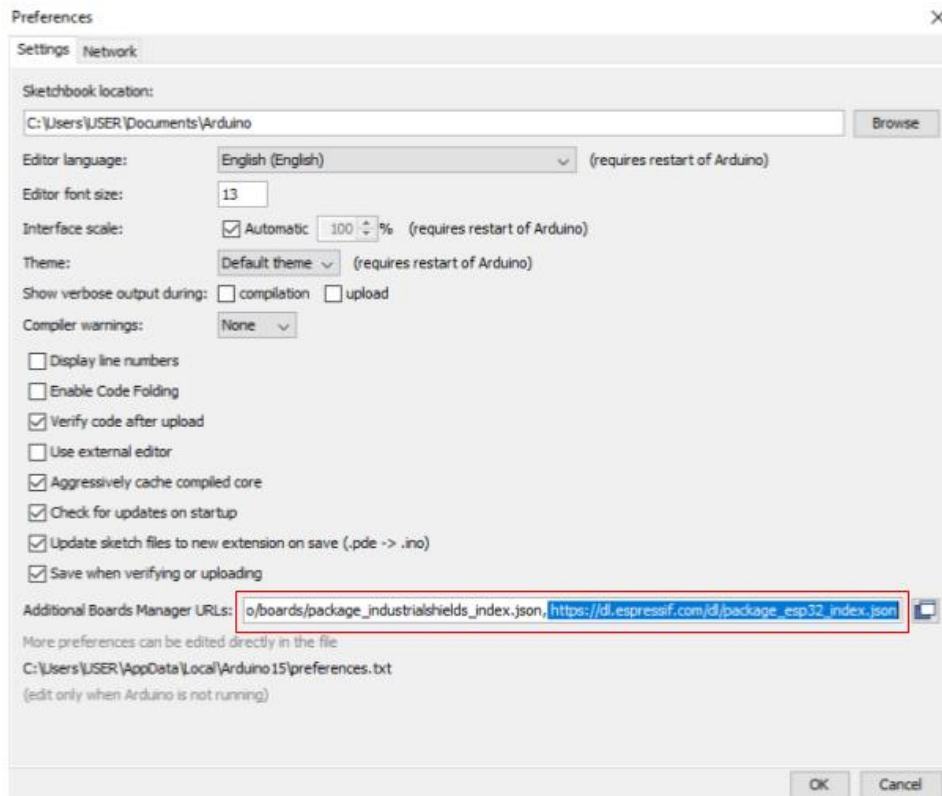 Preferences
Settings Network
Sketchbook location:
C:\Users\USER\Documents\Arduino Browse
Editor language: English (English) (requires restart of Arduino)
Editor font size: 13
Interface scale: Automatic 100 % (requires restart of Arduino)
Theme: Default theme (requires restart of Arduino)
Show verbose output during: compilation upload
Compiler warnings: None
Display line numbers
Enable Code Folding
Verify code after upload
Use external editor
Aggressively cache compiled core
Check for updates on startup
Update sketch files to new extension on save (.pde -> .ino)
Save when verifying or uploading
Additional Boards Manager URLs: o/boards/package_industrialshields_index.json, https://dl.espressif.com/dl/package_esp32_index.json
More preferences can be edited directly in the file
C:\Users\USER\AppData\Local\Arduino15\preferences.txt
(edit only when Arduino is not running)
OK Cancel